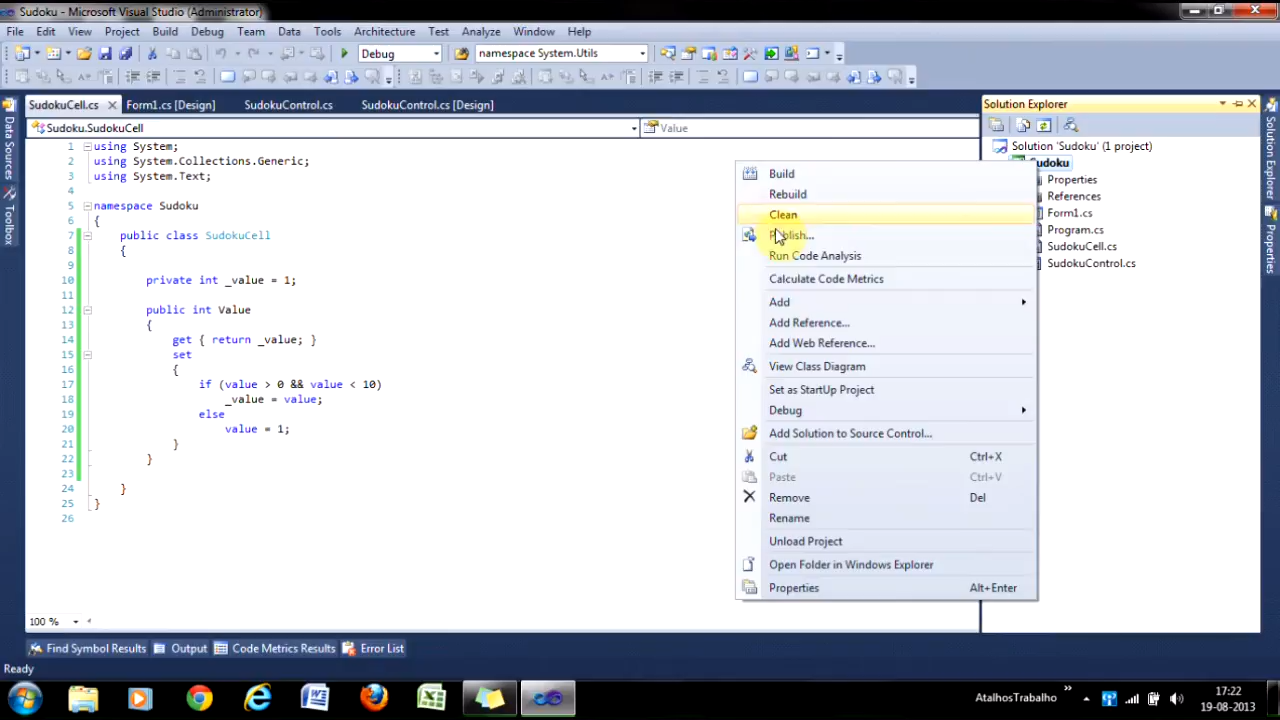 Sudoku - Microsoft Visual Studio (Administrator)
File Edit View Project Build Debug Team Data Tools Architecture Test Analyze Window Help
Debug namespace System.Utils
SudokuCell.cs Form1.cs [Design] SudokuControl.cs SudokuControl.cs [Design]
Sudoku.SudokuCell Value
1 using System;
2 using System.Collections.Generic;
3 using System.Text;
4
5 namespace Sudoku
6 {
7 public class SudokuCell
8 {
9
10 private int _value = 1;
11
12 public int Value
13 {
14 get { return _value; }
15 set
16 {
17 if (value > 0 && value < 10)
18 _value = value;
19 else
20 value = 1;
21 }
22 }
23
24 }
25 }
26
100 %
Data Sources
Toolbox
Build
Rebuild
Clean
Publish...
Run Code Analysis
Calculate Code Metrics
Add
Add Reference...
Add Web Reference...
View Class Diagram
Set as StartUp Project
Debug
Add Solution to Source Control...
Cut Ctrl+X
Paste Ctrl+V
Remove Del
Rename
Unload Project
Open Folder in Windows Explorer
Properties Alt+Enter
Solution Explorer
Solution 'Sudoku' (1 project)
Sudoku
Properties
References
Form1.cs
Program.cs
SudokuCell.cs
SudokuControl.cs
Solution Explorer
Properties
Find Symbol Results Output Code Metrics Results Error List
Ready
AtalhosTrabalho
17:22
19-08-2013